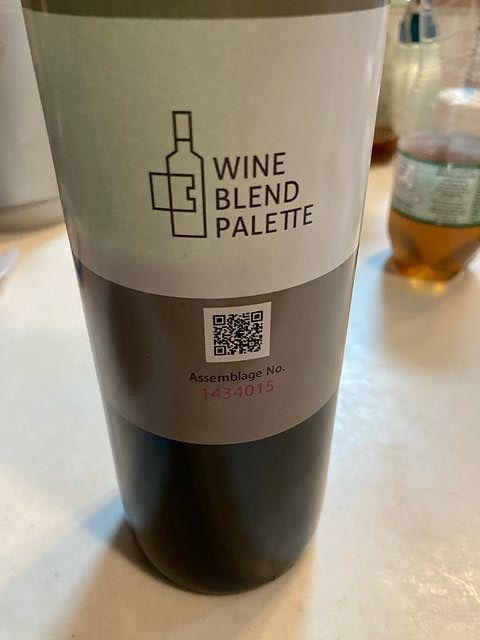 WINE
BLEND
PALETTE
Assemblage No.
1434015